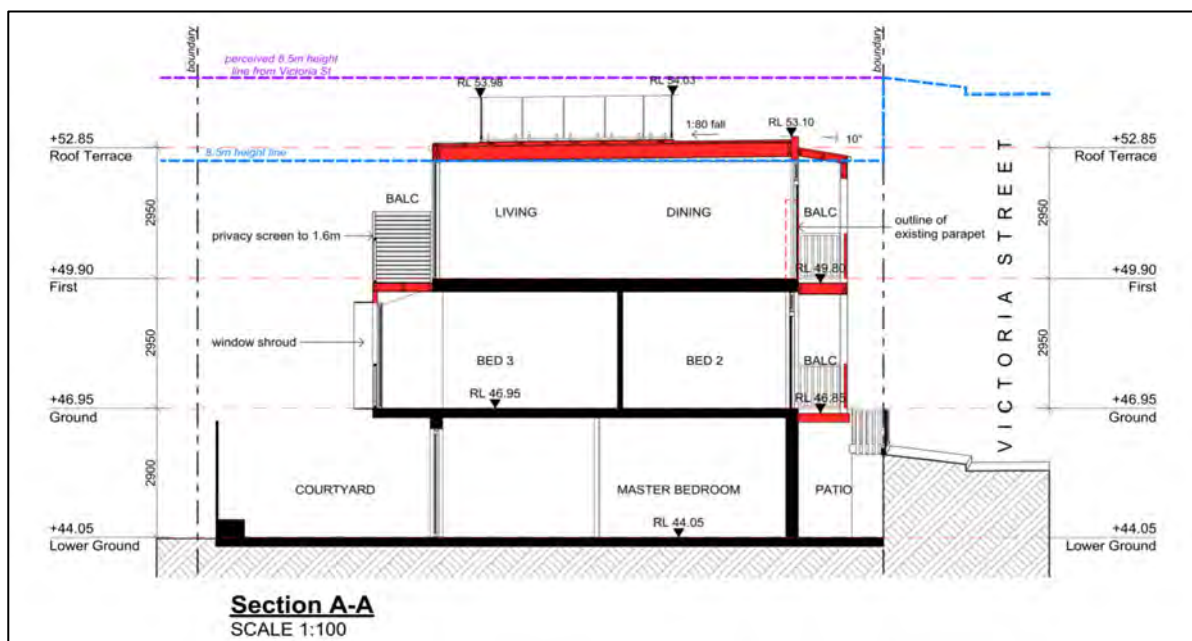 boundary
perceived 8.5m height
line from Victoria St
boundary
RL 53.98
RL 54.03
1:80 fall
RL 53.10
10°
+52.85
Roof Terrace
8.5m height line
+52.85
Roof Terrace
2950
BALC
LIVING
DINING
BALC
privacy screen to 1.6m
outline of
existing parapet
2950
+49.90
First
RL 49.80
+49.90
First
2950
window shroud
BED 3
BED 2
BALC
2950
RL 46.95
RL 46.85
+46.95
Ground
+46.95
Ground
VICTORIA STREET
2900
COURTYARD
MASTER BEDROOM
PATIO
RL 44.05
+44.05
Lower Ground
+44.05
Lower Ground
Section A-A
SCALE 1:100